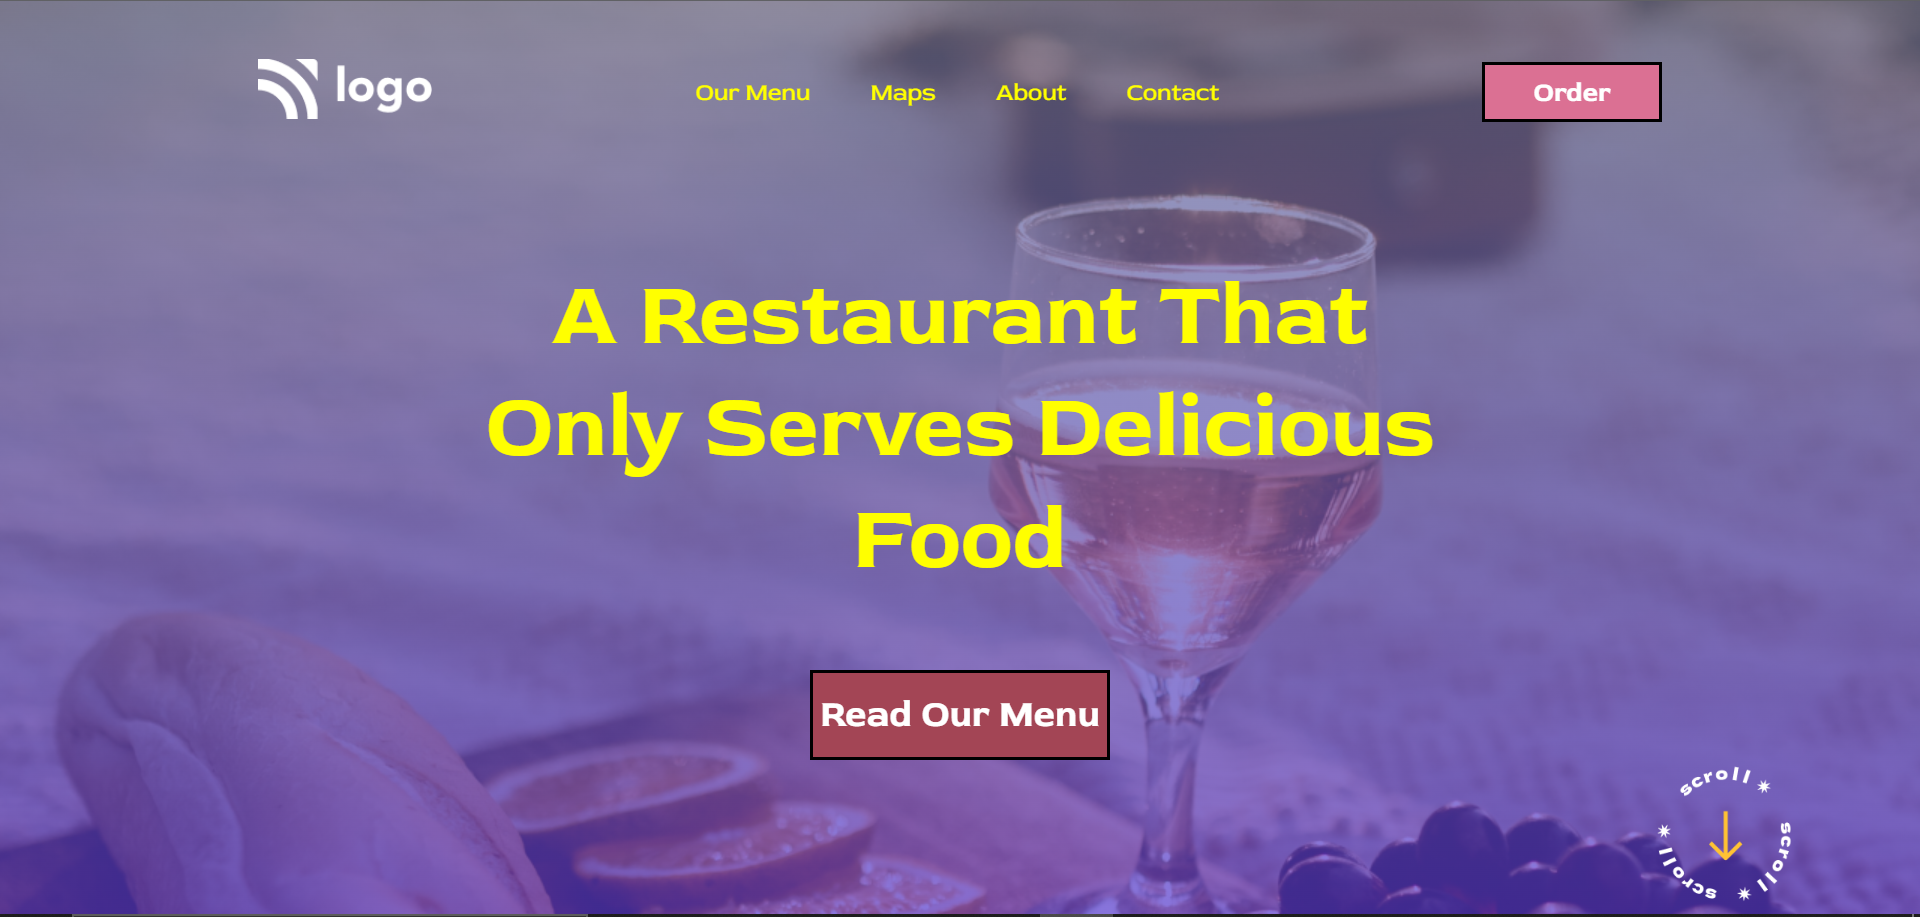 logo
Our Menu Maps About Contact
Order
A Restaurant That
Only Serves Delicious
Food
Read Our Menu
scroll ✷ scroll ✷ scroll ✷